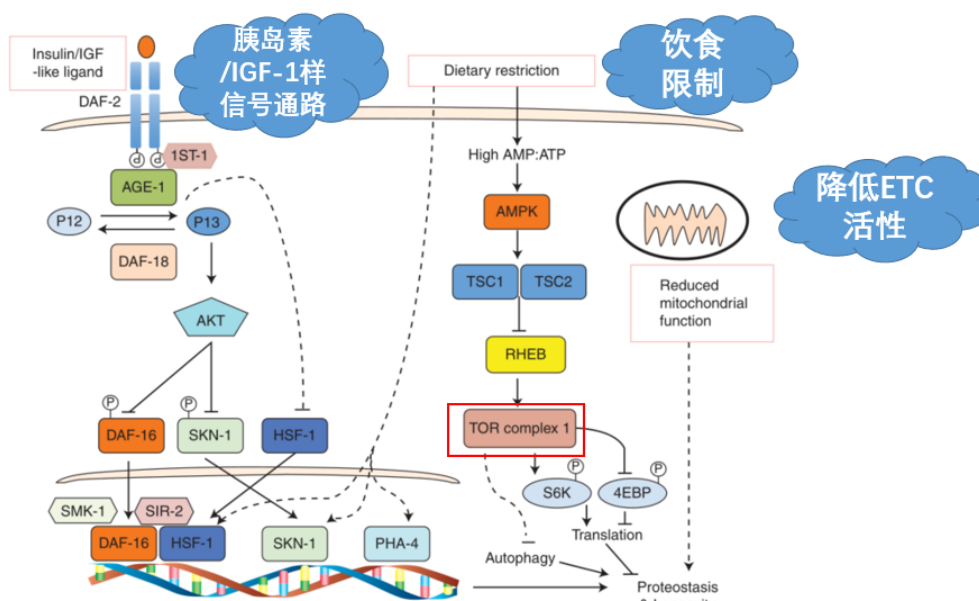 Insulin/IGF
-like ligand
胰岛素
/IGF-1样
信号通路
饮食
限制
Dietary restriction
DAF-2
P
P
1ST-1
High AMP:ATP
AGE-1
降低ETC
活性
P12
P13
AMPK
DAF-18
TSC1
TSC2
Reduced
mitochondrial
function
AKT
RHEB
P
P
DAF-16
SKN-1
HSF-1
TOR complex 1
P
P
S6K
4EBP
SMK-1
SIR-2
Translation
DAF-16
HSF-1
SKN-1
PHA-4
Autophagy
Proteostasis